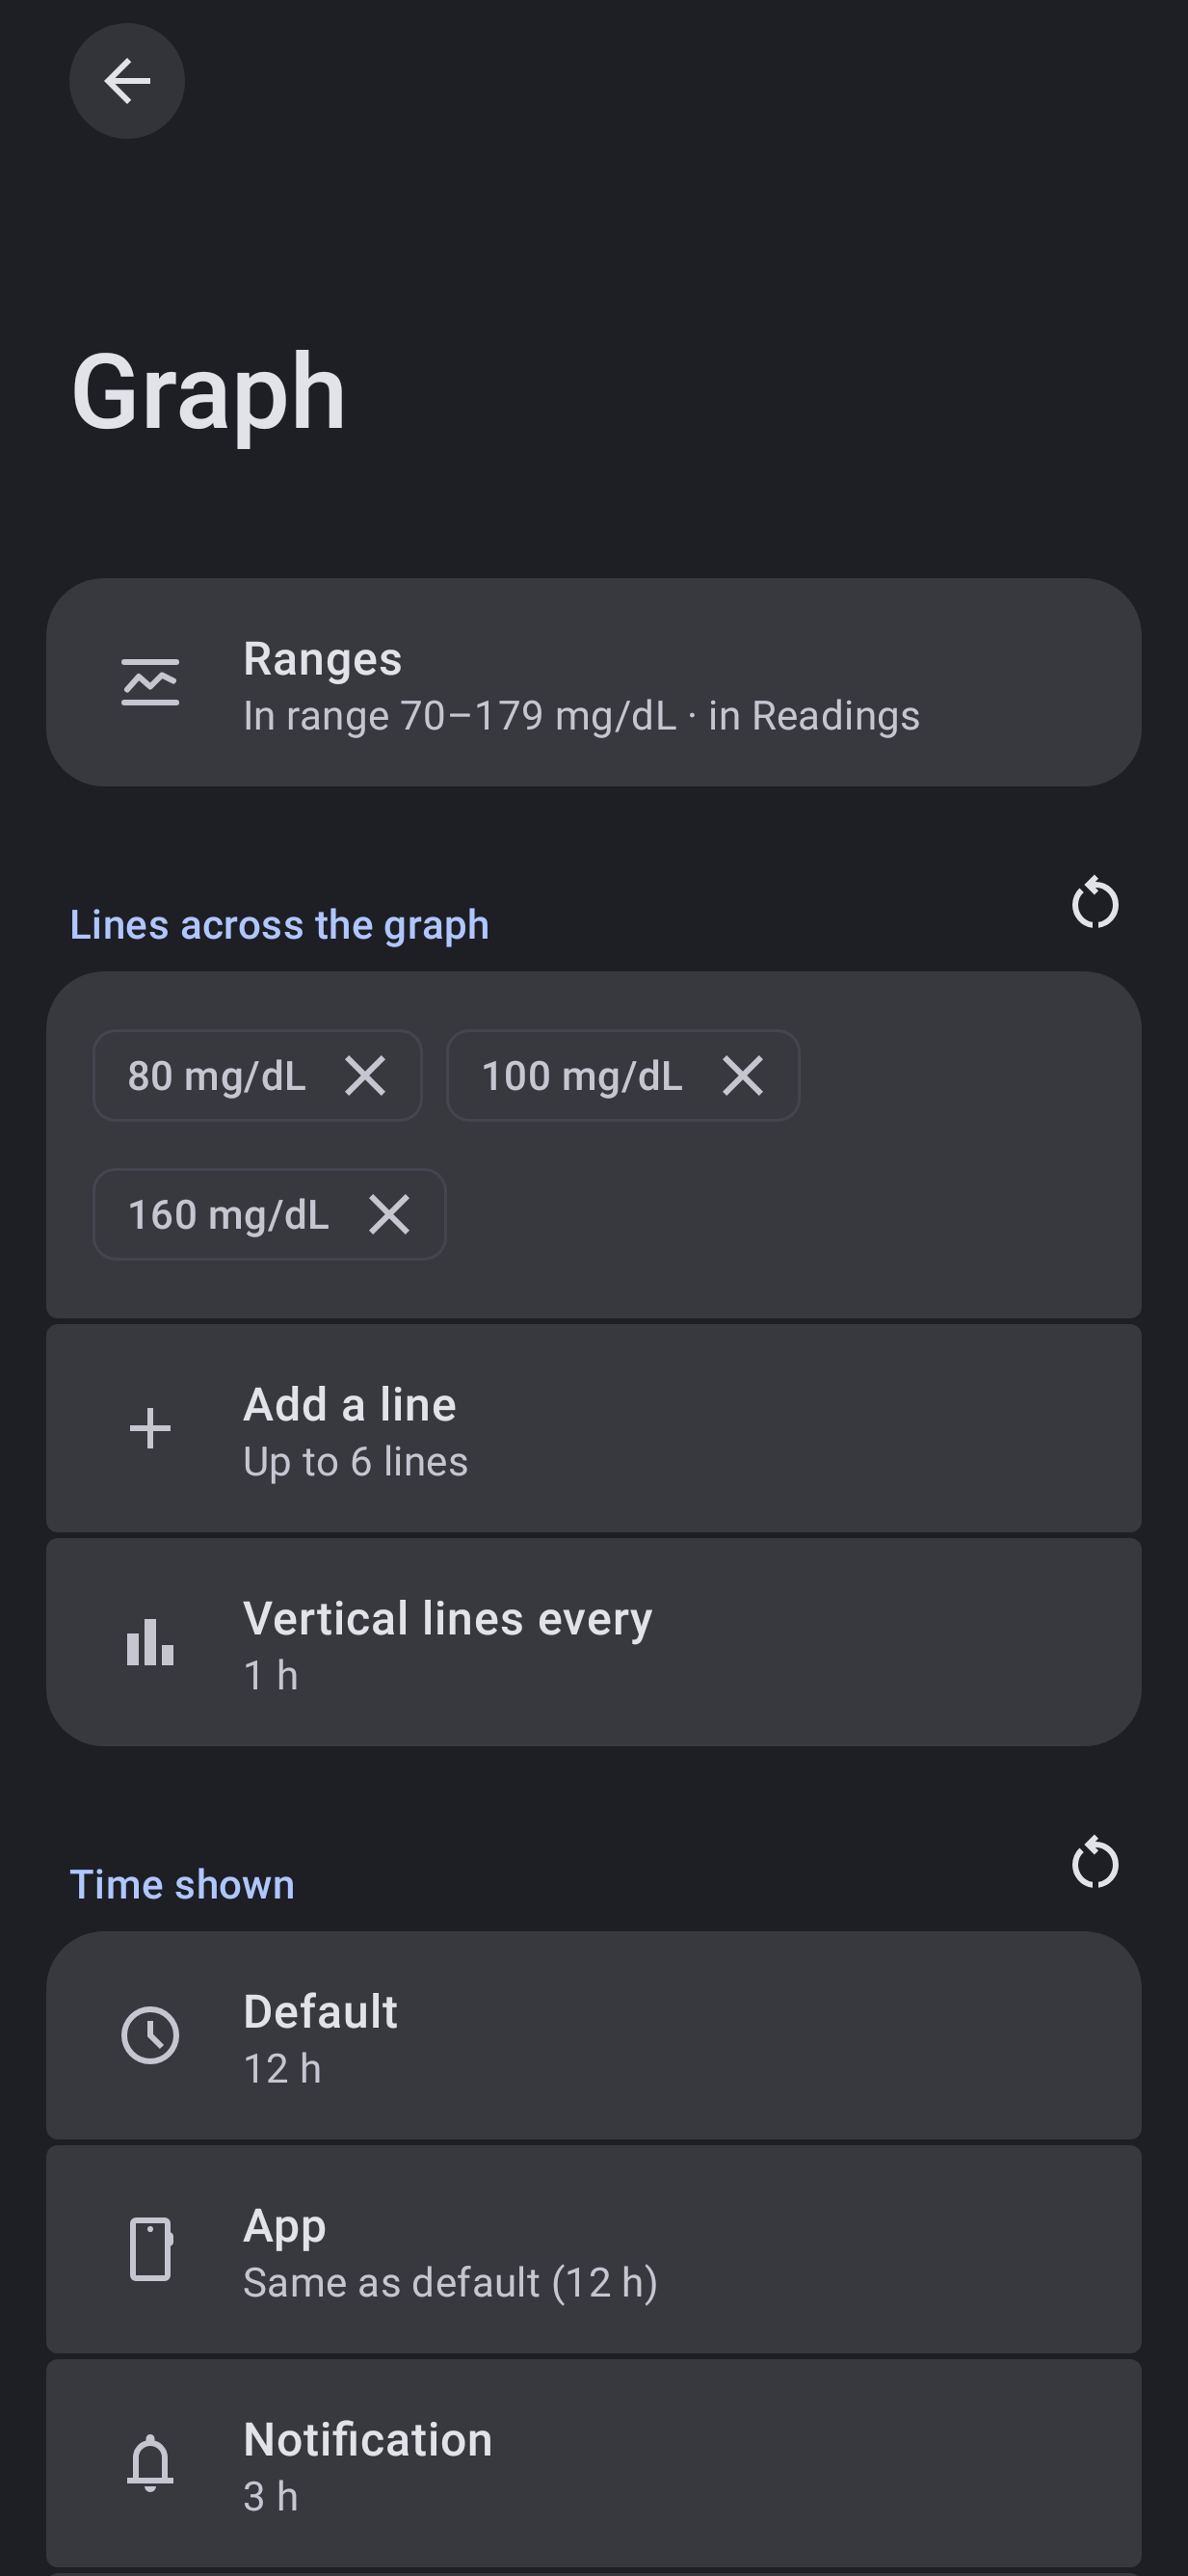 Graph
Ranges
In range 70–179 mg/dL · in Readings
Lines across the graph
80 mg/dL
100 mg/dL
160 mg/dL
Add a line
Up to 6 lines
Vertical lines every
1 h
Time shown
Default
12 h
App
Same as default (12 h)
Notification
3 h